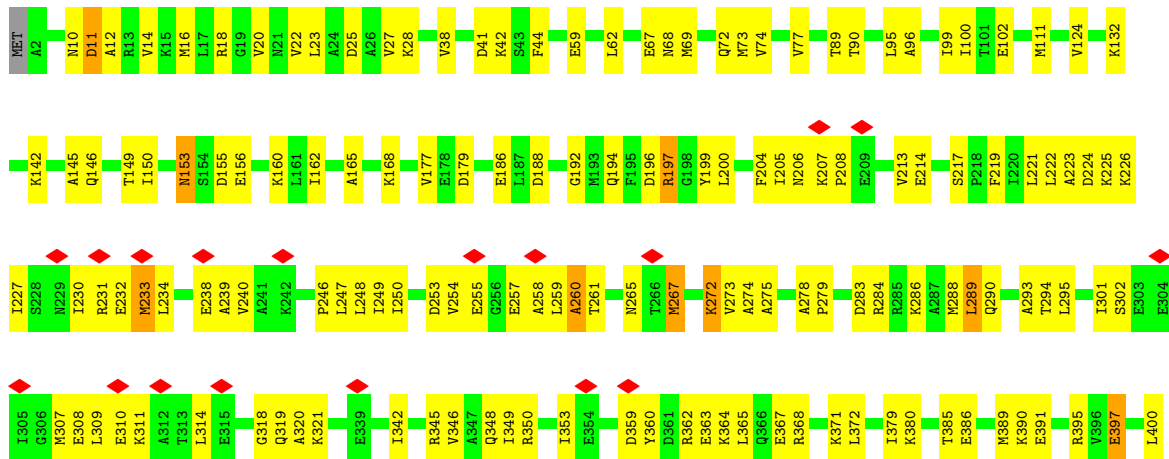 MET A2 N10 D11 A12 R13 V14 K15 M16 L17 R18 G19 V20 N21 V22 L23 A24 D25 A26 V27 K28 V38 D41 K42 S43 F44 E59 L62 E67 N68 M69 Q72 M73 V74 V77 T89 T90 L95 A96 I99 I100 T101 E102 M111 V124 K132
K142 A145 Q146 T149 I150 N153 S154 D155 E156 K160 L161 I162 A165 K168 V177 E178 D179 E186 L187 D188 G192 M193 Q194 F195 D196 R197 G198 Y199 L200 F204 I205 N206 K207 P208 E209 V213 E214 S217 P218 F219 I220 L221 L222 A223 D224 K225 K226
I227 S228 N229 I230 R231 E232 M233 L234 E238 A239 V240 A241 K242 P246 L247 L248 I249 I250 D253 V254 E255 G256 E257 A258 L259 A260 T261 N265 T266 M267 K272 V273 A274 A275 A278 P279 D283 R284 R285 K286 A287 M288 L289 Q290 A293 T294 L295 I301 S302 E303 E304
I305 G306 M307 E308 L309 E310 K311 A312 T313 L314 E315 G318 Q319 A320 K321 E339 I342 R345 V346 A347 Q348 I349 R350 I353 E354 D359 Y360 D361 R362 E363 K364 L365 Q366 E367 R368 K371 L372 I379 K380 T385 E386 M389 K390 E391 R395 V396 E397 L400